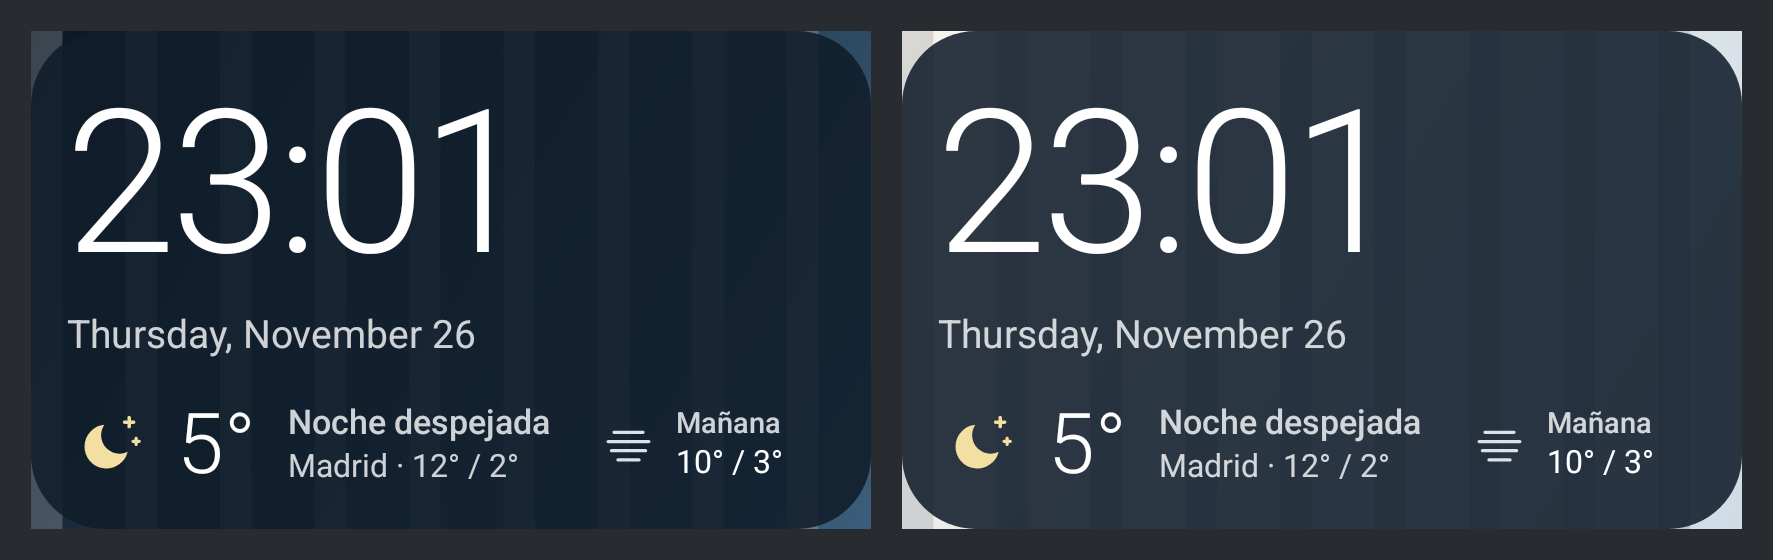 23:01
Thursday, November 26
5° Noche despejada
Madrid · 12° / 2°
Mañana
10° / 3°
23:01
Thursday, November 26
5° Noche despejada
Madrid · 12° / 2°
Mañana
10° / 3°